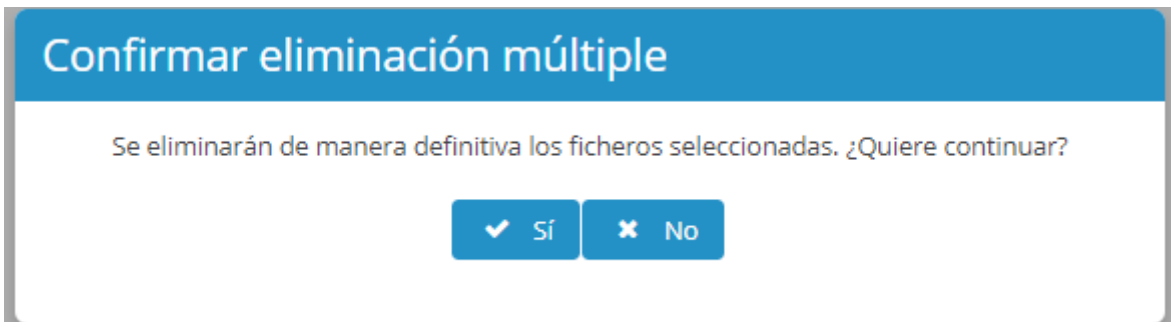 Confirmar eliminación múltiple
Se eliminarán de manera definitiva los ficheros seleccionadas. ¿Quiere continuar?
Sí No